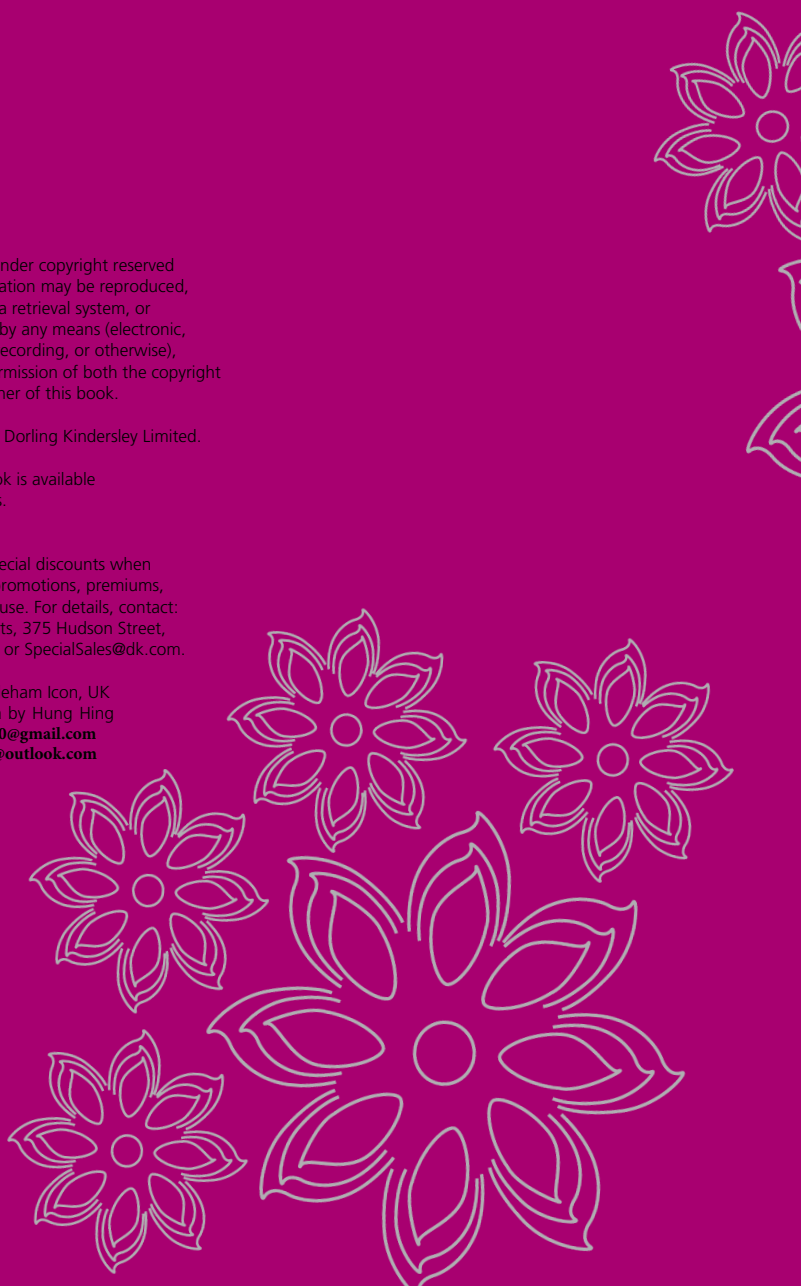 nder copyright reserved
ation may be reproduced,
a retrieval system, or
by any means (electronic,
ecording, or otherwise),
rmission of both the copyright
ner of this book.
Dorling Kindersley Limited.
ok is available
s.
ecial discounts when
promotions, premiums,
use. For details, contact:
ts, 375 Hudson Street,
or SpecialSales@dk.com.
eham Icon, UK
by Hung Hing
0@gmail.com
@outlook.com